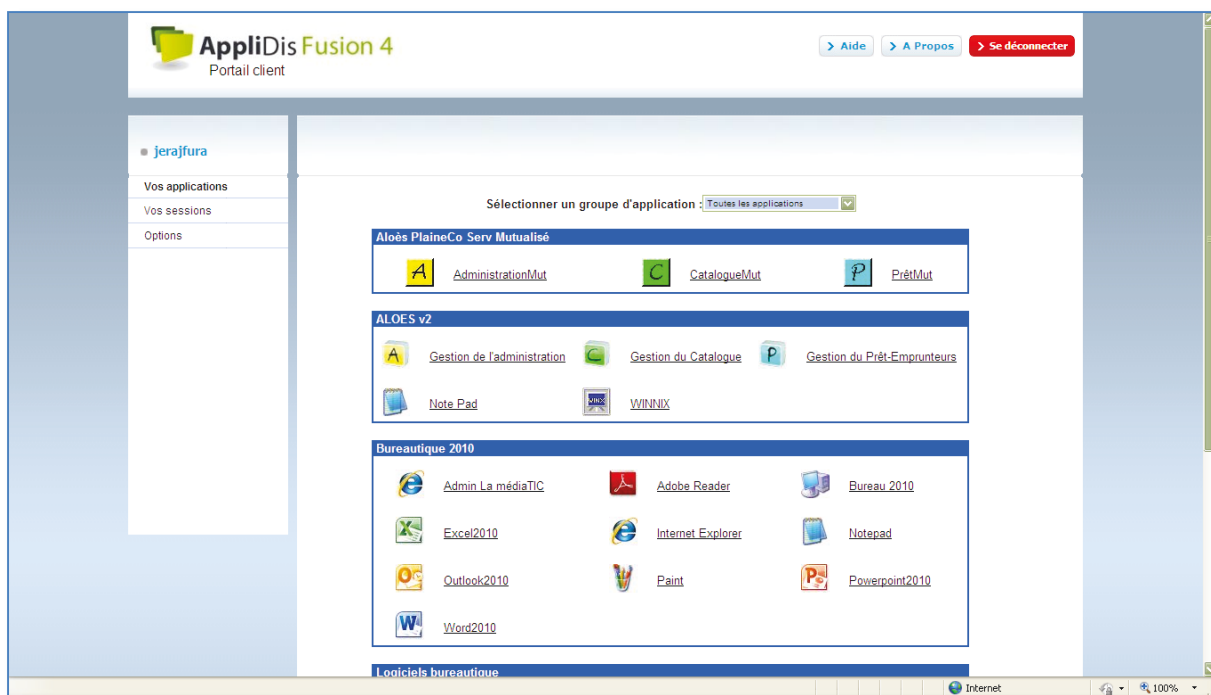 AppliDis Fusion 4
Portail client
> Aide > A Propos > Se déconnecter
jerajfura
Vos applications
Vos sessions
Options
Sélectionner un groupe d'application : Toutes les applications
Aloès PlaineCo Serv Mutualisé
A AdministrationMut C CatalogueMut P PrêtMut
ALOES v2
A Gestion de l'administration C Gestion du Catalogue P Gestion du Prêt-Emprunteurs
Note Pad WINNIX
Bureautique 2010
Admin La médiaTIC Adobe Reader Bureau 2010
Excel2010 Internet Explorer Notepad
Outlook2010 Paint Powerpoint2010
Word2010
Logiciels bureautique
Internet 100%